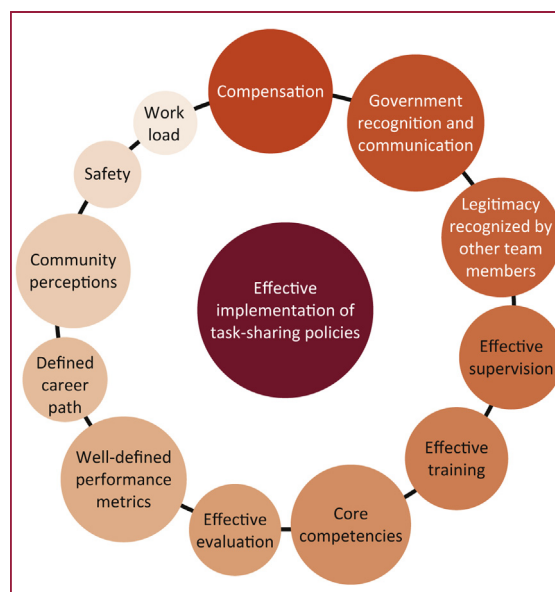 Compensation
Government
recognition and
communication
Legitimacy
recognized by
other team
members
Effective
supervision
Effective
training
Core
competencies
Effective
evaluation
Well-defined
performance
metrics
Defined
career
path
Community
perceptions
Safety
Work
load
Effective
implementation of
task-sharing policies